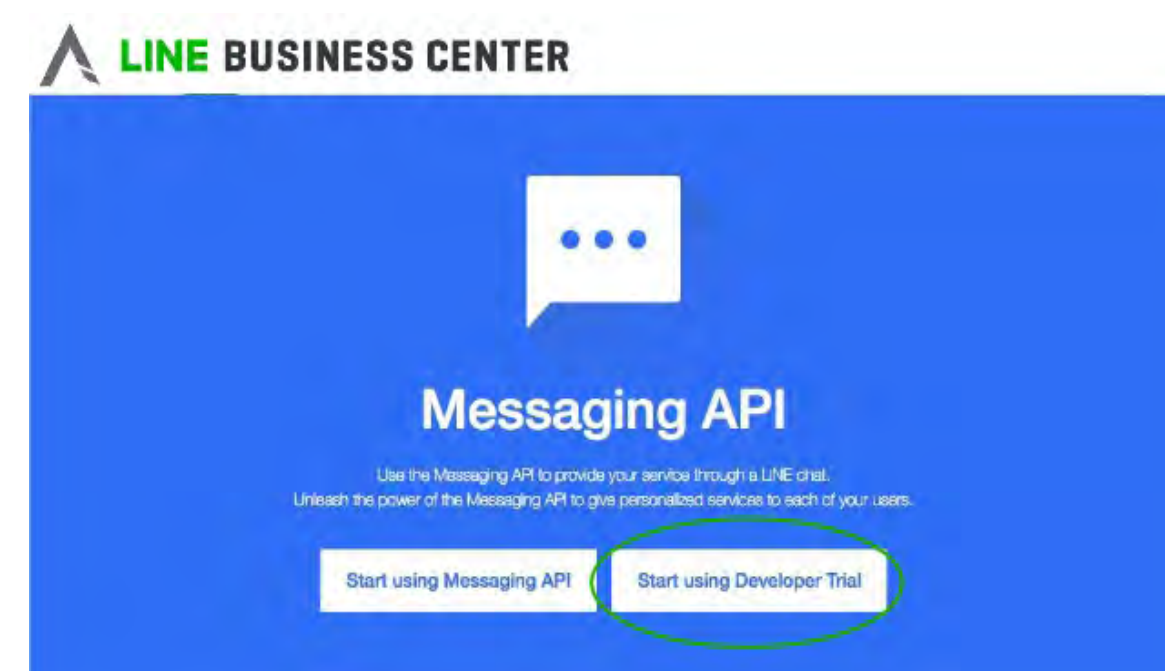 LINE BUSINESS CENTER
Messaging API
Use the Messaging API to provide your service through a LINE chat.
Unleash the power of the Messaging API to give personalized services to each of your users.
Start using Messaging API
Start using Developer Trial